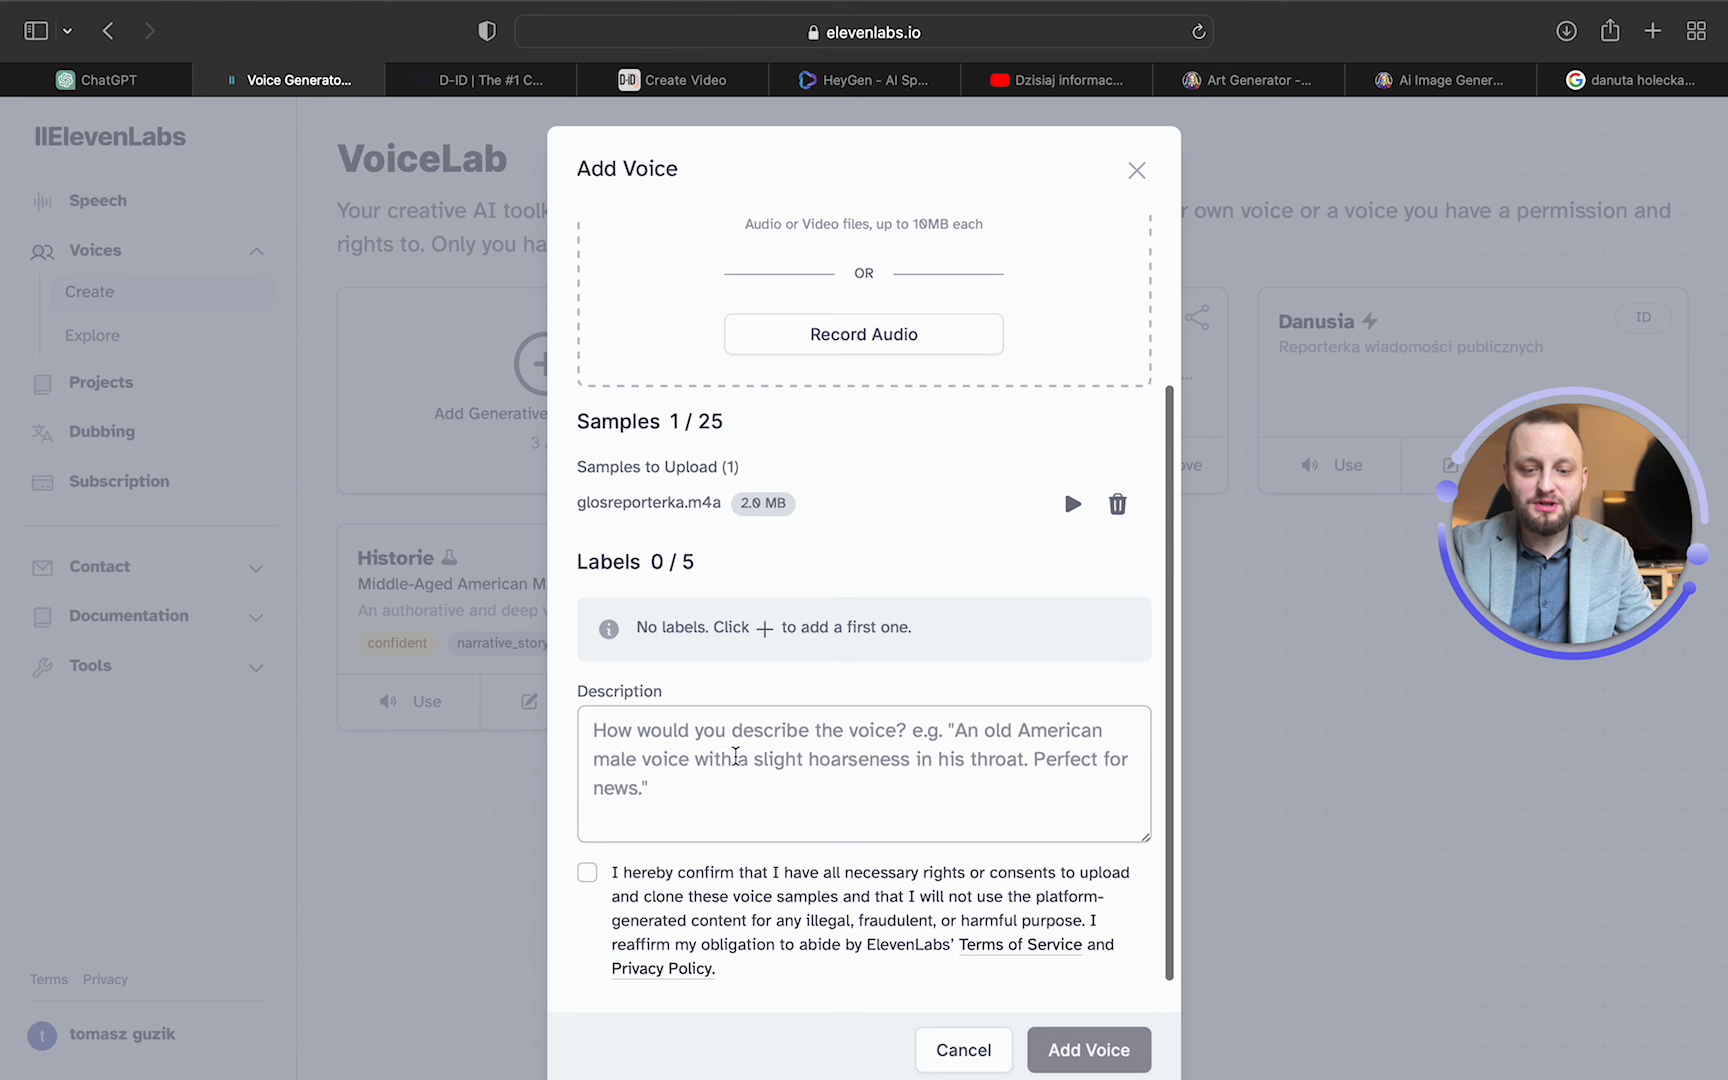 elevenlabs.io
ChatGPT
Voice Generato...
D-ID | The #1 C...
D-iD Create Video
HeyGen - AI Sp...
Dzisiaj informac...
Art Generator -...
Ai Image Gener...
danuta holecka...
IIElevenLabs
Speech
Voices
Create
Explore
Projects
Dubbing
Subscription
Contact
Documentation
Tools
Terms Privacy
t tomasz guzik
VoiceLab
Your creative AI toolk
r own voice or a voice you have a permission and
rights to. Only you ha
Add Generative
3
Danusia
ID
Reporterka wiadomości publicznych
...
ove
Use
Historie
Middle-Aged American M
An authorative and deep v
confident narrative_story
Use
Add Voice
Audio or Video files, up to 10MB each
OR
Record Audio
Samples 1 / 25
Samples to Upload (1)
glosreporterka.m4a 2.0 MB
Labels 0 / 5
No labels. Click + to add a first one.
Description
How would you describe the voice? e.g. "An old American
male voice with a slight hoarseness in his throat. Perfect for
news."
I hereby confirm that I have all necessary rights or consents to upload
and clone these voice samples and that I will not use the platform-
generated content for any illegal, fraudulent, or harmful purpose. I
reaffirm my obligation to abide by ElevenLabs' Terms of Service and
Privacy Policy.
Cancel
Add Voice